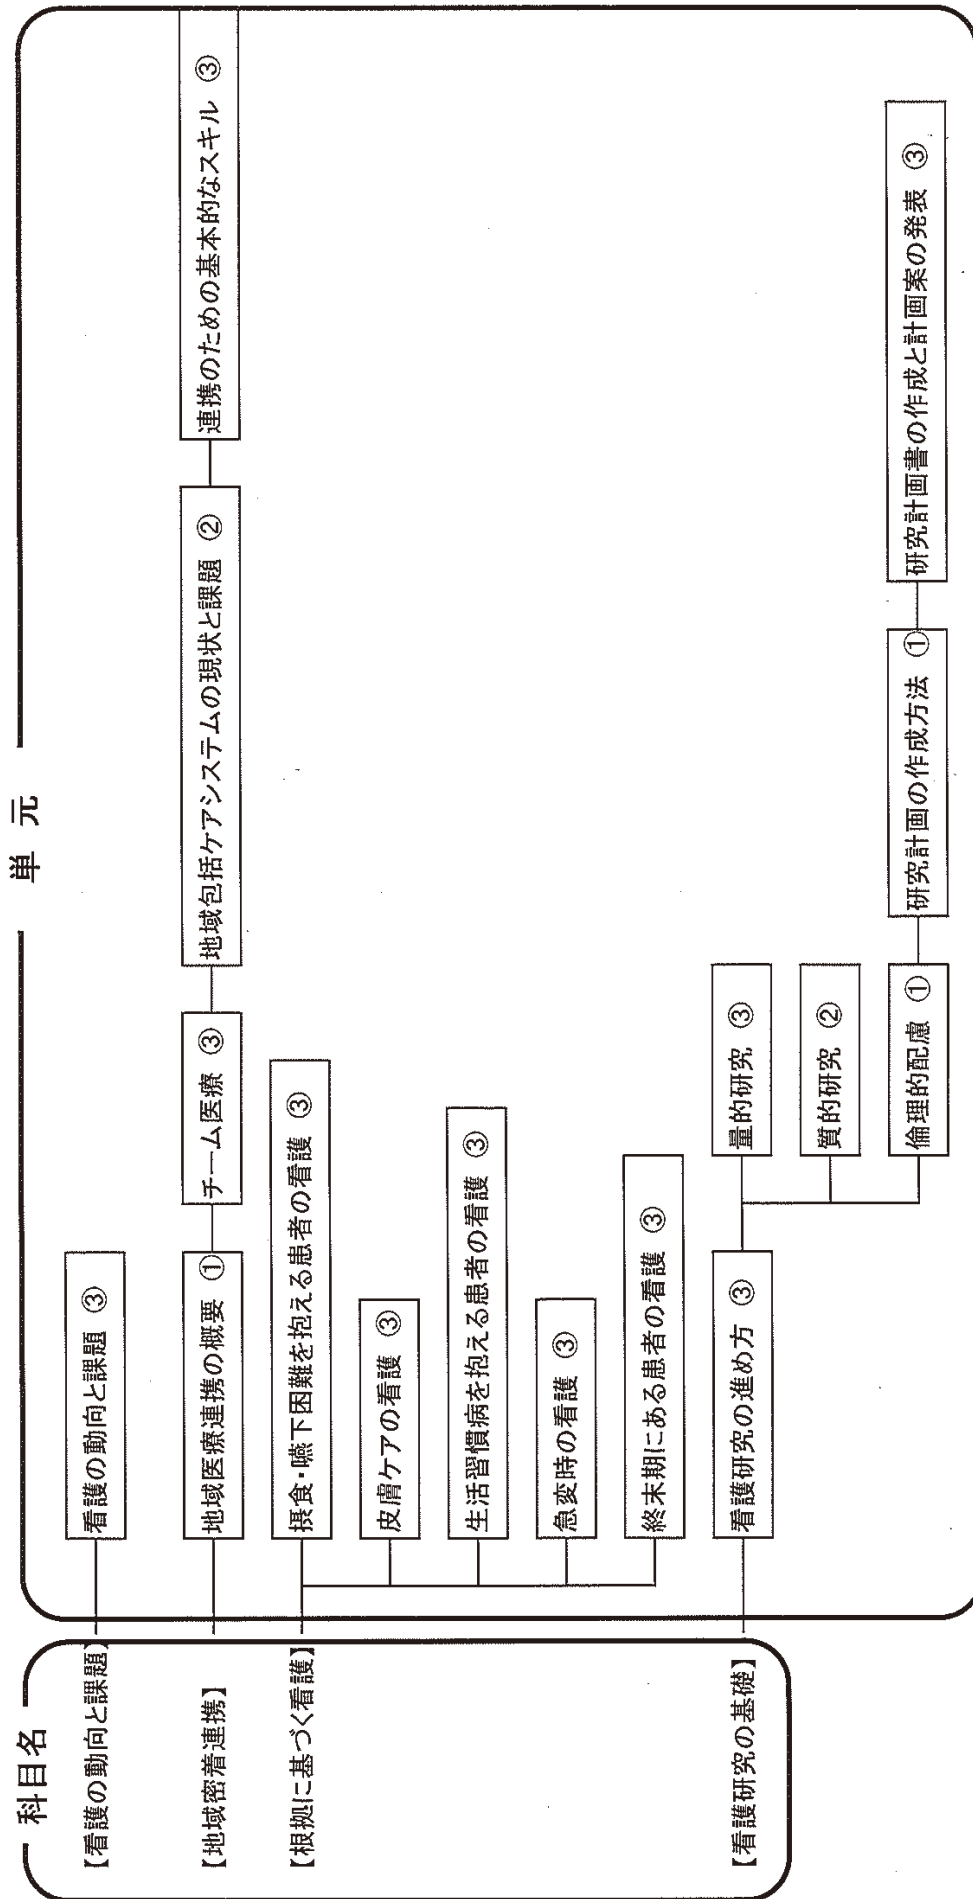 科目名
単元
【看護の動向と課題】
看護の動向と課題 ③
【地域密着連携】
地域医療連携の概要 ①
チーム医療 ③
地域包括ケアシステムの現状と課題 ②
連携のための基本的なスキル ③
【根拠に基づく看護】
摂食・嚥下困難を抱える患者の看護 ③
皮膚ケアの看護 ③
生活習慣病を抱える患者の看護 ③
急変時の看護 ③
終末期にある患者の看護 ③
【看護研究の基礎】
看護研究の進め方 ③
量的研究 ③
質的研究 ②
倫理的配慮 ①
研究計画の作成方法 ①
研究計画書の作成と計画案の発表 ③